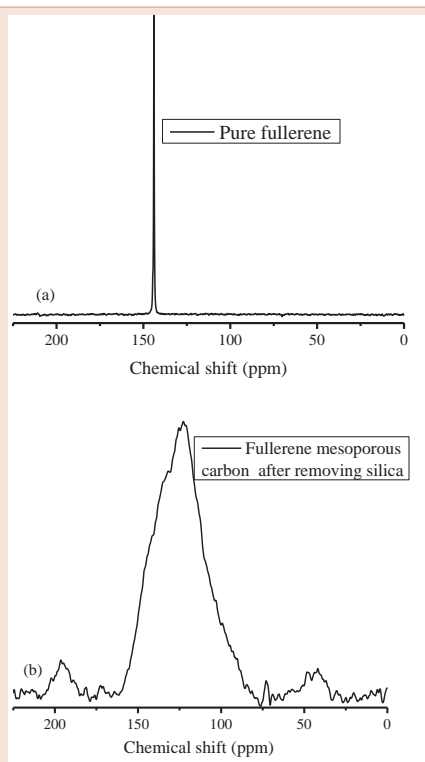 Pure fullerene
(a)
200 150 100 50 0
Chemical shift (ppm)
Fullerene mesoporous
carbon after removing silica
(b)
200 150 100 50 0
Chemical shift (ppm)